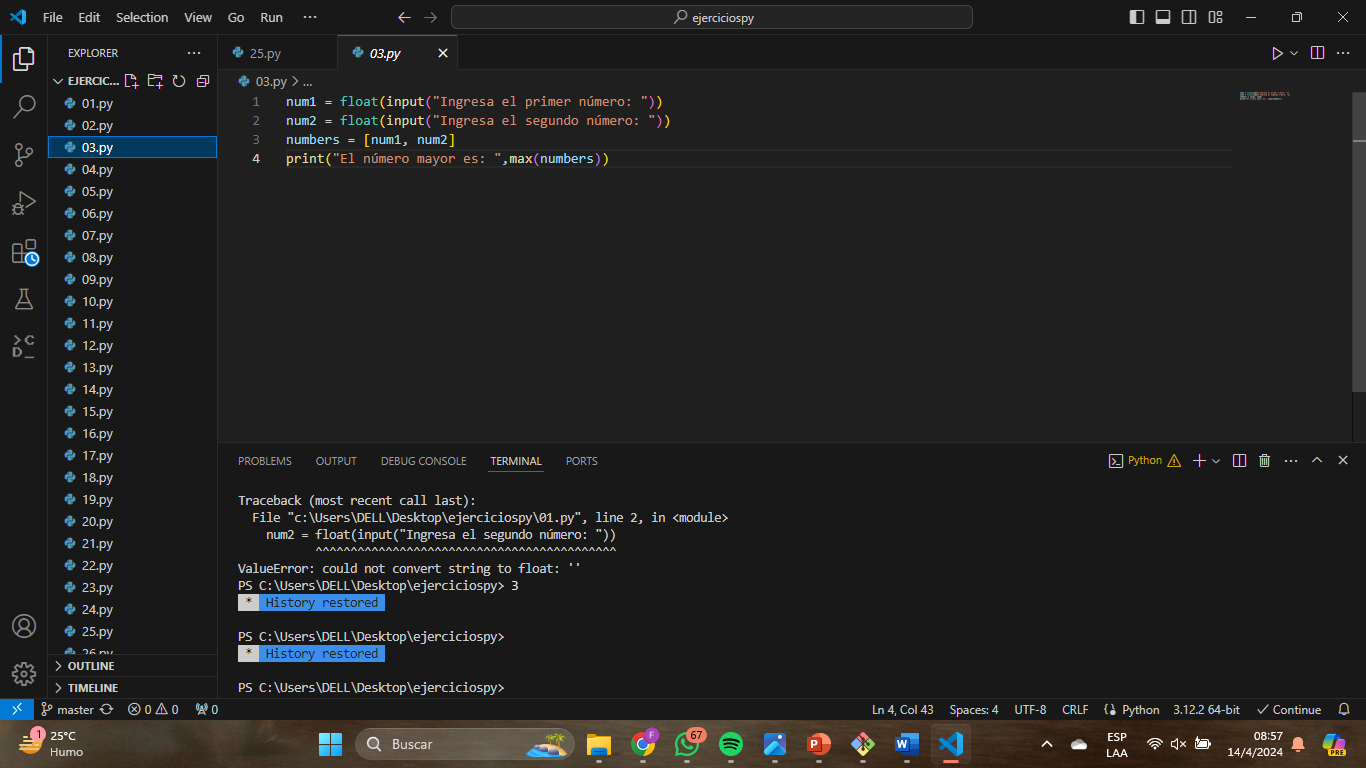 File Edit Selection View Go Run ···
ejerciciospy
EXPLORER ···
EJERCIC...
01.py
02.py
03.py
04.py
05.py
06.py
07.py
08.py
09.py
10.py
11.py
12.py
13.py
14.py
15.py
16.py
17.py
18.py
19.py
20.py
21.py
22.py
23.py
24.py
25.py
26.py
OUTLINE
TIMELINE
25.py 03.py
03.py > ...
1 num1 = float(input("Ingresa el primer número: "))
2 num2 = float(input("Ingresa el segundo número: "))
3 numbers = [num1, num2]
4 print("El número mayor es: ",max(numbers))
PROBLEMS OUTPUT DEBUG CONSOLE TERMINAL PORTS
Python
Traceback (most recent call last):
  File "c:\Users\DELL\Desktop\ejerciciospy\01.py", line 2, in <module>
    num2 = float(input("Ingresa el segundo número: "))
           ^^^^^^^^^^^^^^^^^^^^^^^^^^^^^^^^^^^^^^^^^^^
ValueError: could not convert string to float: ''
PS C:\Users\DELL\Desktop\ejerciciospy> 3
* History restored
PS C:\Users\DELL\Desktop\ejerciciospy>
* History restored
PS C:\Users\DELL\Desktop\ejerciciospy>
master 0 0 0 Ln 4, Col 43 Spaces: 4 UTF-8 CRLF Python 3.12.2 64-bit Continue
1 25°C
Humo
Buscar
F
67
P
W
ESP
LAA
08:57
14/4/2024
PRE